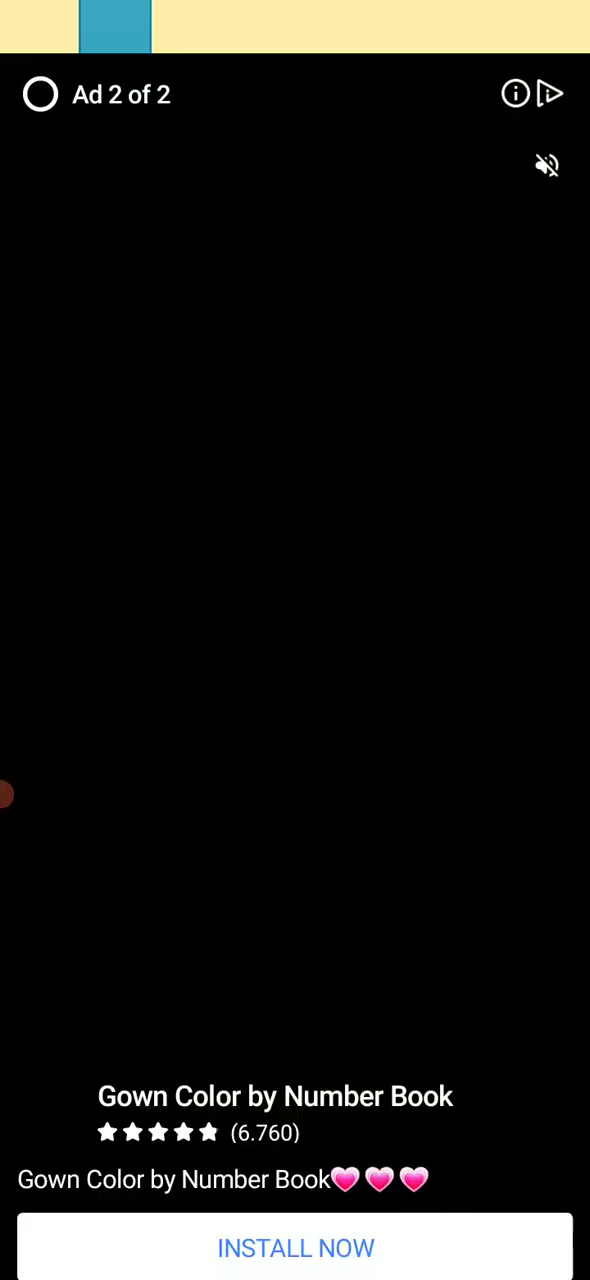 Ad 2 of 2
Gown Color by Number Book
(6.760)
Gown Color by Number Book💗💗💗
INSTALL NOW